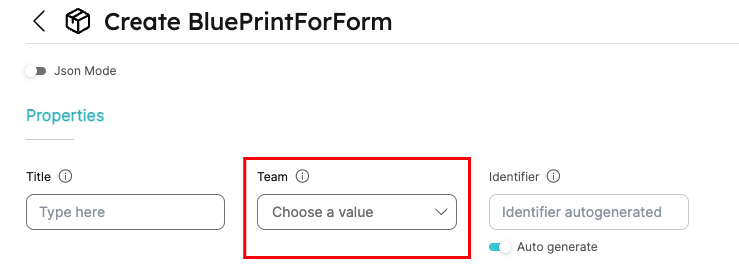 Create BluePrintForForm
Json Mode
Properties
Title
Team
Identifier
Type here
Choose a value
Identifier autogenerated
Auto generate